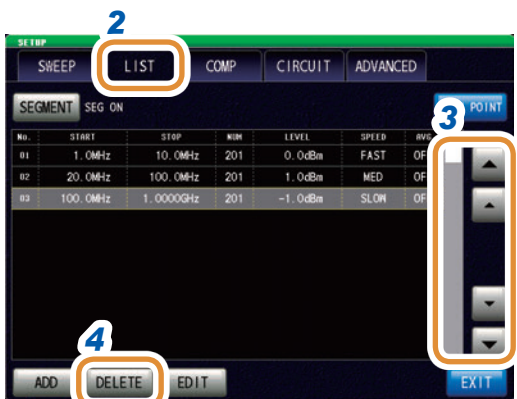 2
SETUP
SWEEP LIST COMP CIRCUIT ADVANCED
SEGMENT SEG ON POINT
3
No. START STOP NUM LEVEL SPEED AVG
01 1.0MHz 10.0MHz 201 0.0dBm FAST OF
02 20.0MHz 100.0MHz 201 1.0dBm MED OF
03 100.0MHz 1.0000GHz 201 -1.0dBm SLOW OF
4
ADD DELETE EDIT EXIT